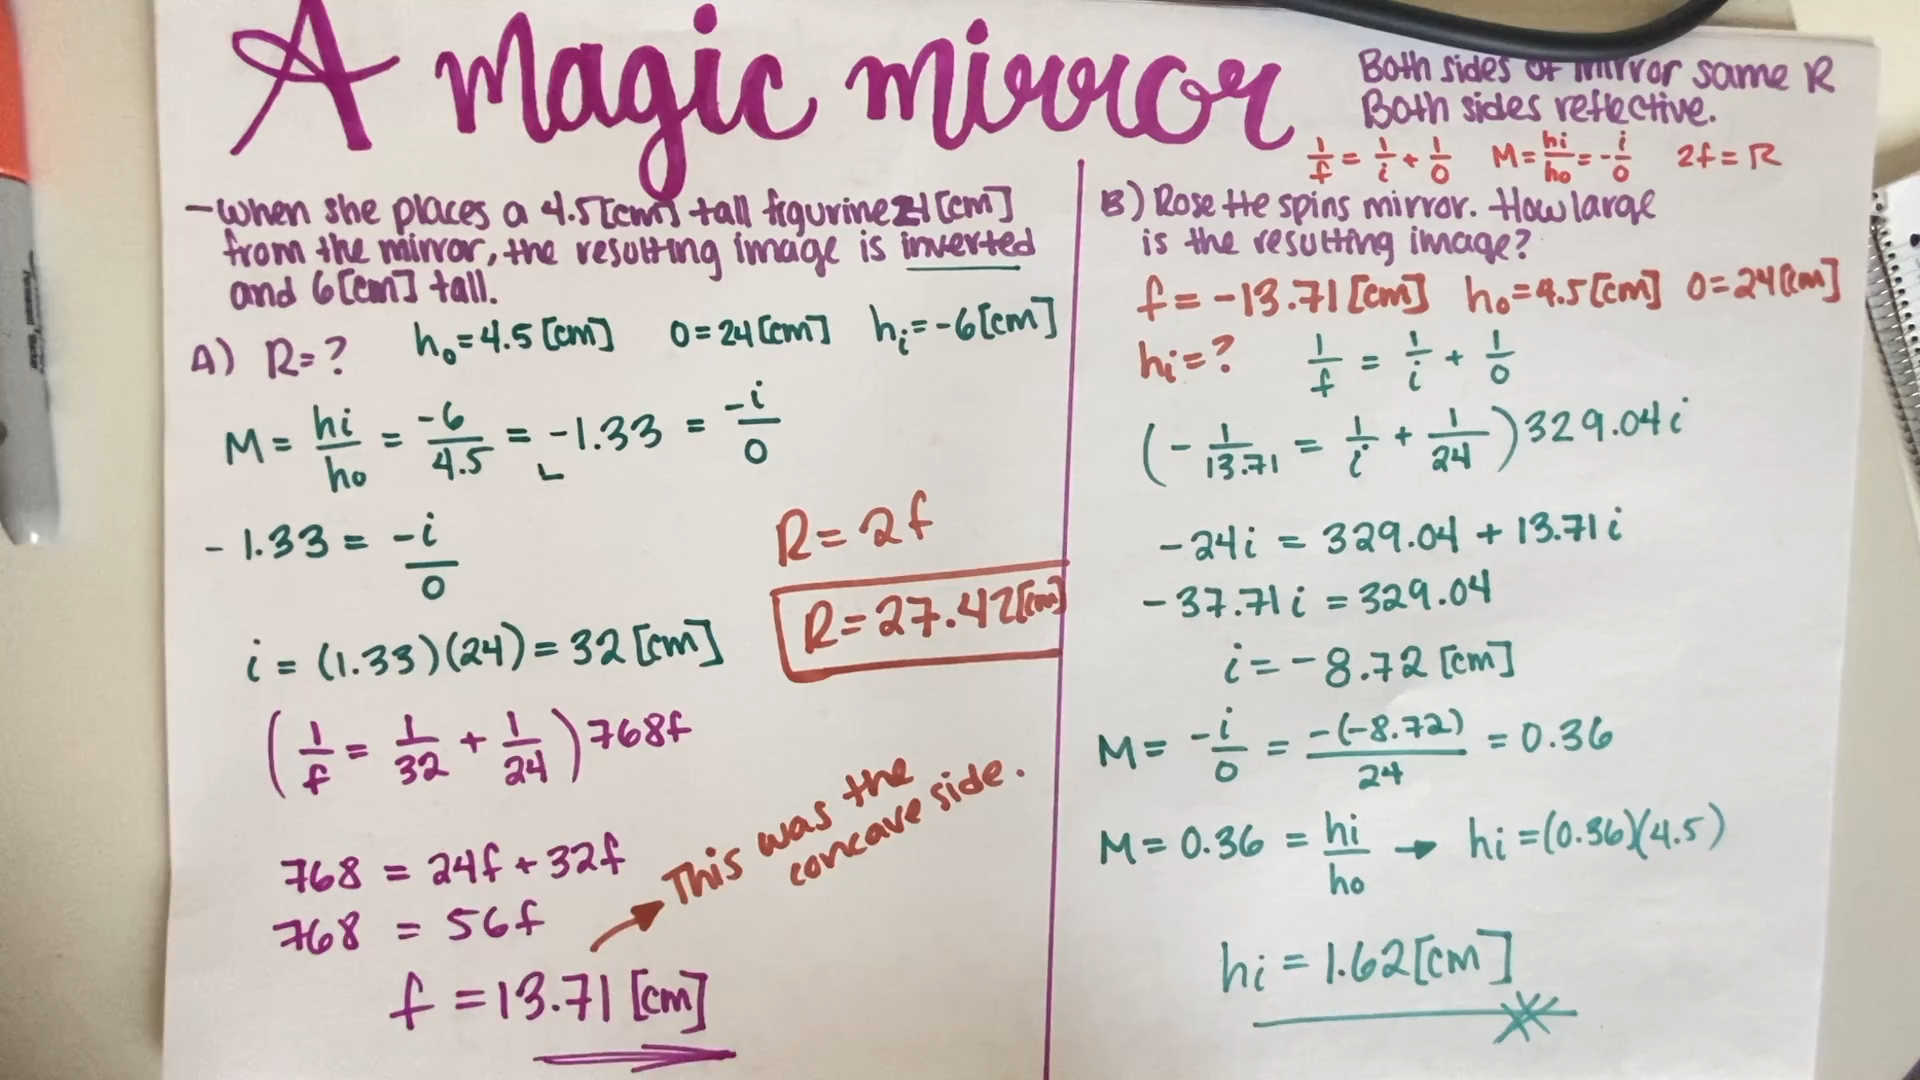 A magic mirror
Both sides of mirror same R
Both sides reflective.
1/f = 1/i + 1/o M = hi/ho = -i/o 2f = R
-When she places a 4.5[cm] tall figurine [cm]
from the mirror, the resulting image is inverted
and 6[cm] tall.
A) R=? ho=4.5[cm] o=24[cm] hi=-6[cm]
M = hi/ho = -6/4.5 = -1.33 = -i/o
-1.33 = -i/o
i = (1.33)(24) = 32[cm]
(1/f = 1/32 + 1/24)768f
768 = 24f + 32f
768 = 56f
f = 13.71[cm]
This was the
concave side.
R = 2f
R = 27.42[cm]
B) Rosette spins mirror. How large
is the resulting image?
f = -13.71[cm] ho=4.5[cm] o=24[cm]
hi=? 1/f = 1/i + 1/o
(-1/13.71 = 1/i + 1/24)329.04i
-24i = 329.04 + 13.71i
-37.71i = 329.04
i = -8.72[cm]
M = -i/o = -(-8.72)/24 = 0.36
M = 0.36 = hi/ho → hi=(0.36)(4.5)
hi = 1.62[cm]